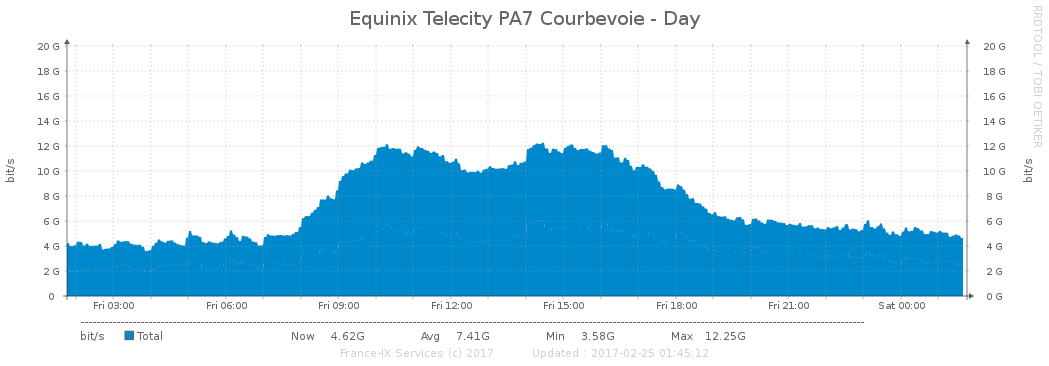 Equinix Telecity PA7 Courbevoie - Day
RRDTOOL / TOBI OETIKER
bit/s
20 G 20 G
18 G 18 G
16 G 16 G
14 G 14 G
12 G 12 G
10 G 10 G
8 G 8 G
6 G 6 G
4 G 4 G
2 G 2 G
0 0 G
bit/s
Fri 03:00 Fri 06:00 Fri 09:00 Fri 12:00 Fri 15:00 Fri 18:00 Fri 21:00 Sat 00:00
bit/s Total Now 4.62G Avg 7.41G Min 3.58G Max 12.25G
France-IX Services (c) 2017 Updated : 2017-02-25 01:45:12